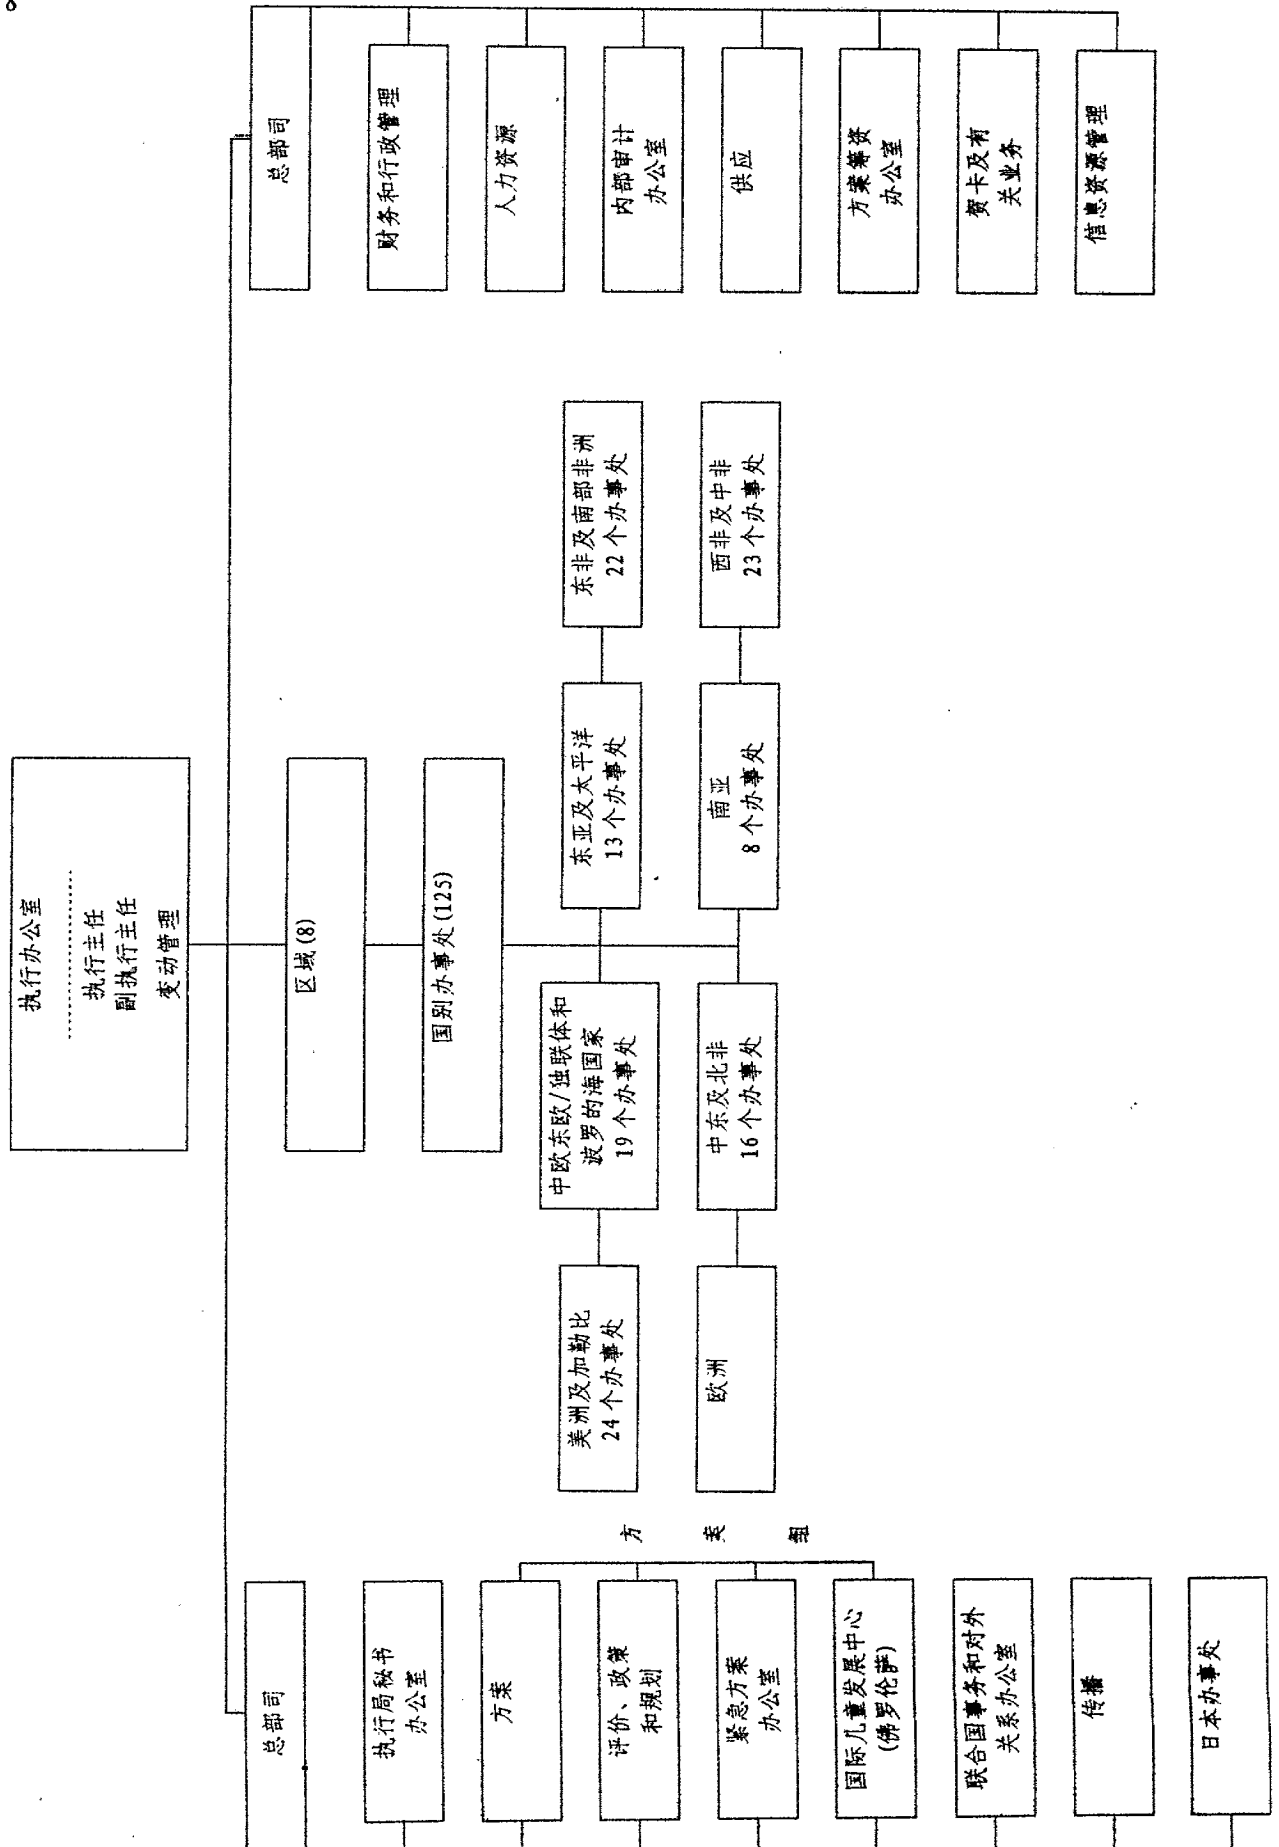 8
执行办公室
执行主任
副执行主任
变动管理
总部司
执行局秘书
办公室
方案
评价、政策
和规划
紧急方案
办公室
国际儿童发展中心
(佛罗伦萨)
联合国事务和对外
关系办公室
传播
日本办事处
方
案
组
区域(8)
国别办事处(125)
美洲及加勒比
24个办事处
中欧东欧/独联体和
波罗的海国家
19个办事处
东亚及太平洋
13个办事处
东非及南部非洲
22个办事处
欧洲
中东及北非
16个办事处
南亚
8个办事处
西非及中非
23个办事处
总部司
财务和行政管理
人力资源
内部审计
办公室
供应
方案筹资
办公室
贺卡及有
关业务
信息资源管理